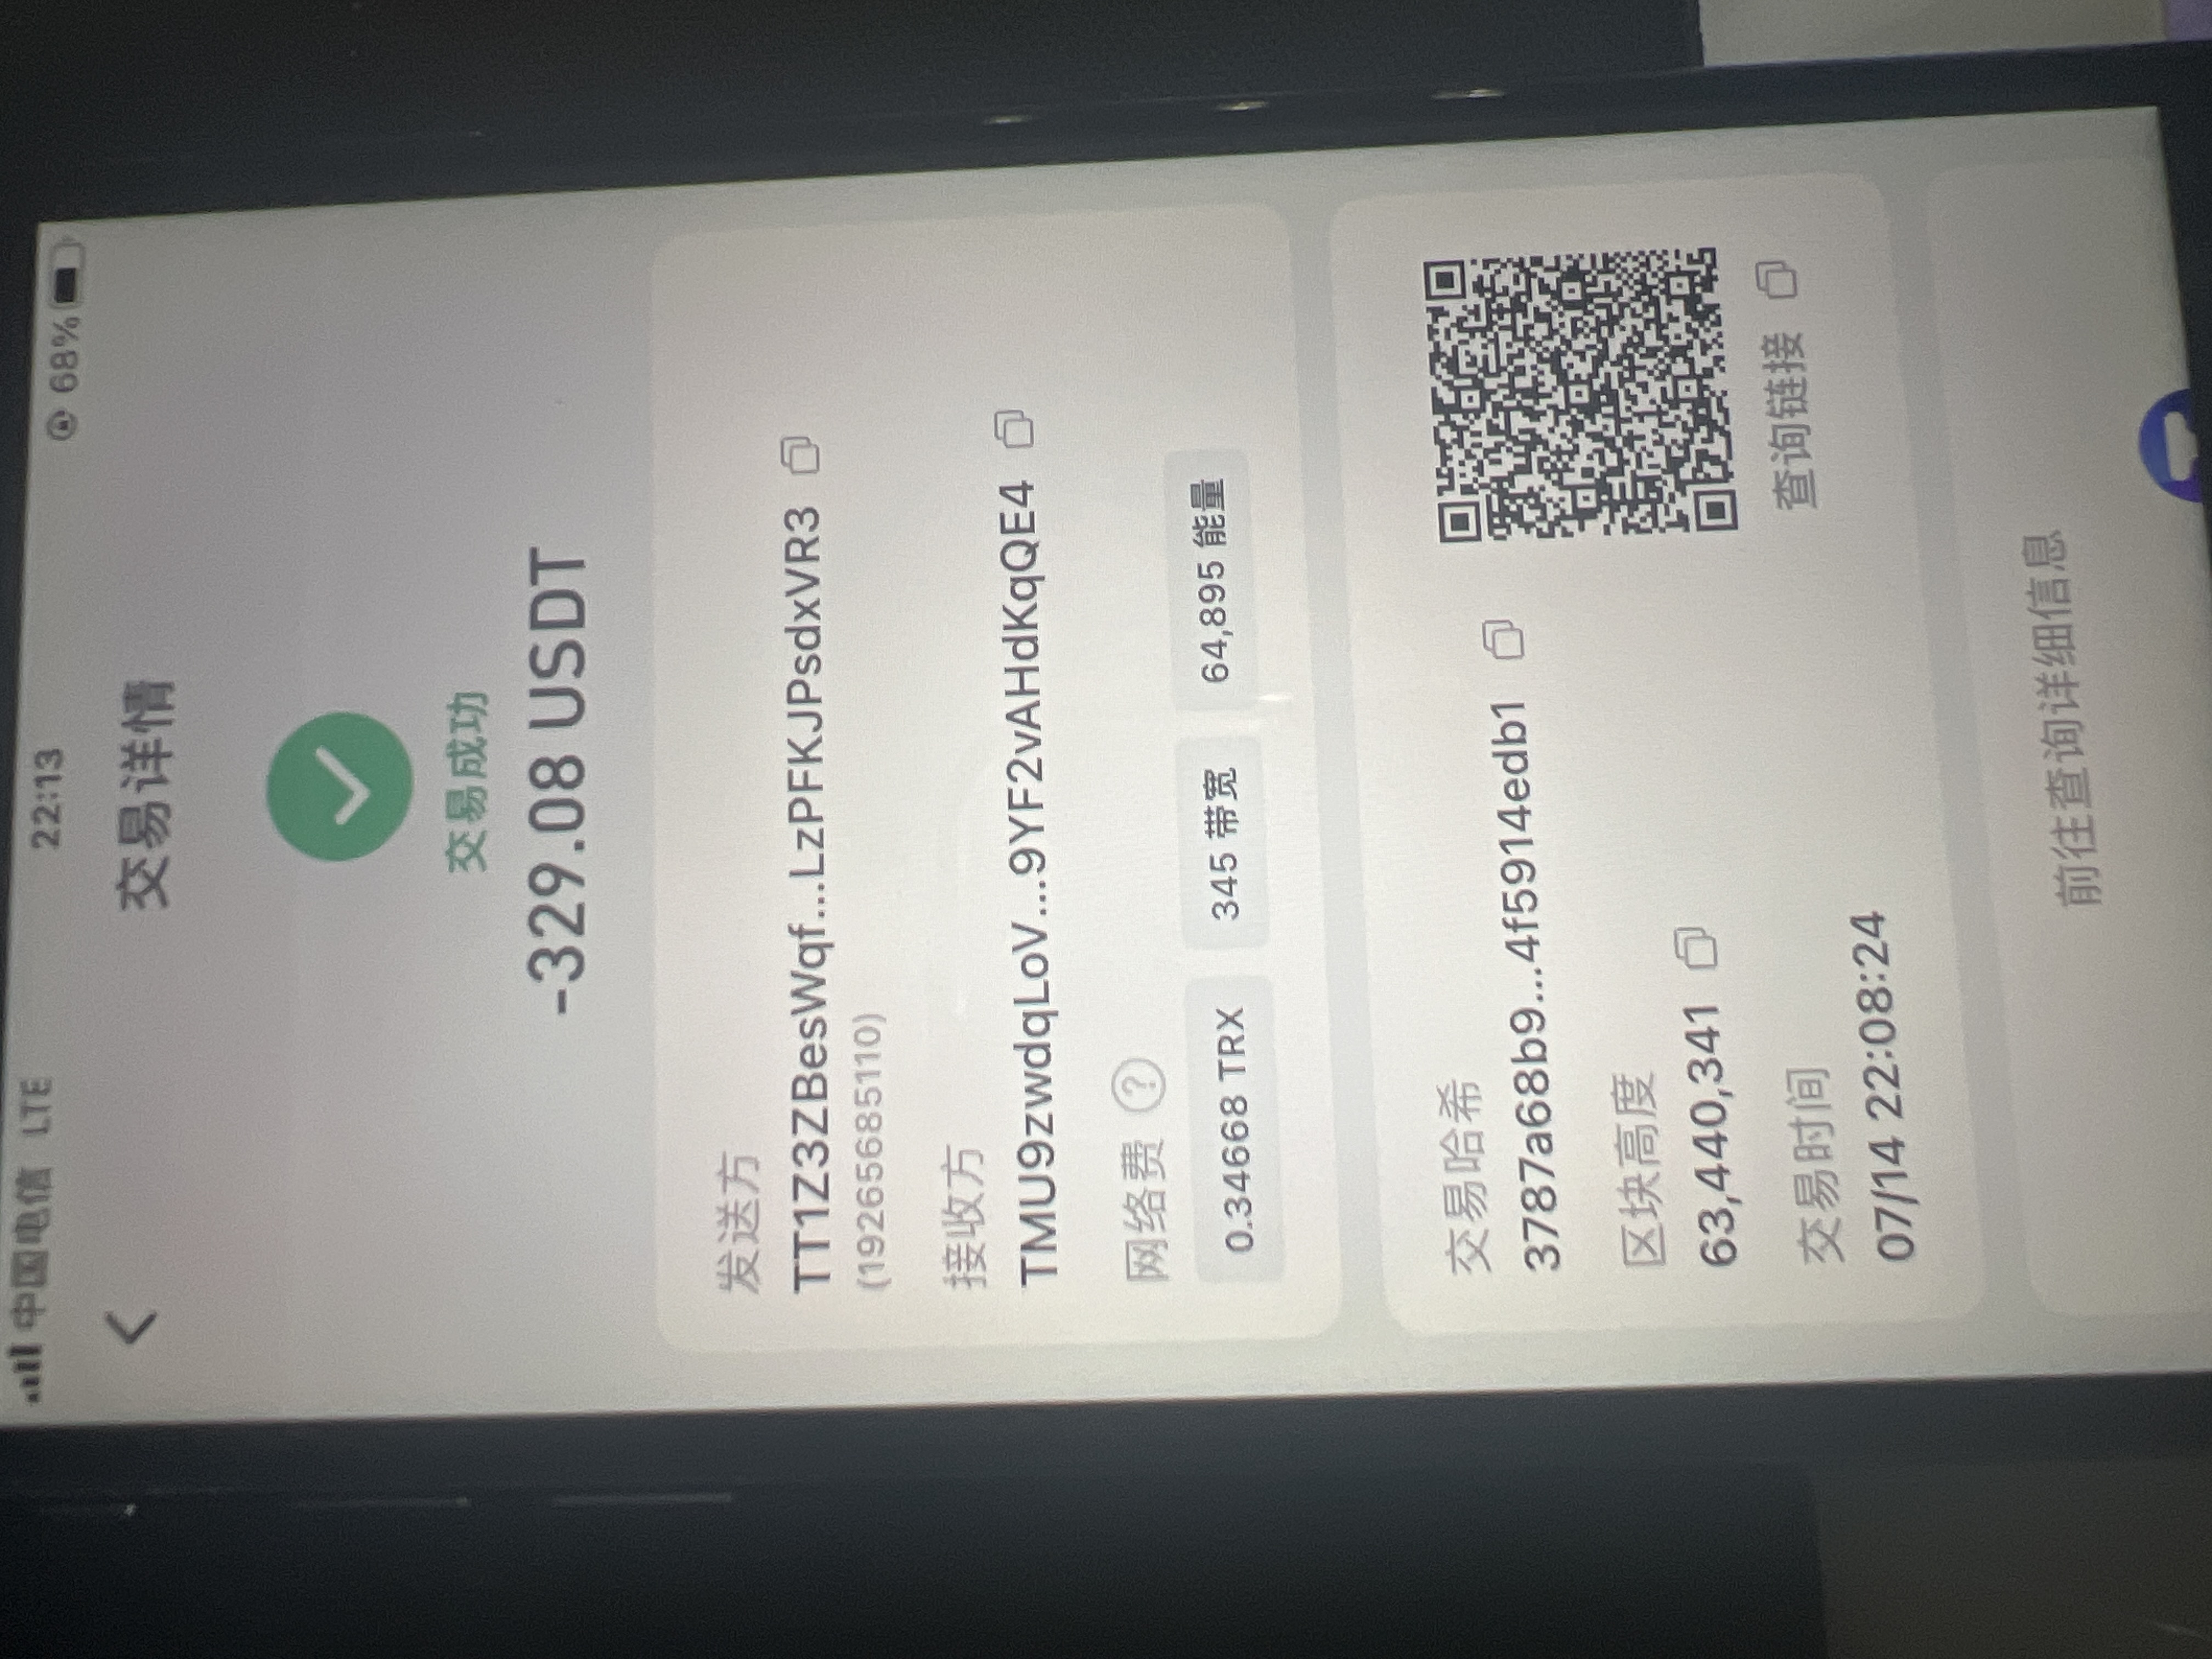 中国电信 LTE 22:13 68%
交易详情
交易成功
-329.08 USDT
发送方
TT1Z3ZBesWqf...LzPFKJPsdxVR3
(19265685110)
接收方
TMU9zwdqLoV...9YF2vAHdKqQE4
网络费 ?
0.34668 TRX 345 带宽 64,895 能量
交易哈希
3787a68b9...4f5914edb1
区块高度
63,440,341
查询链接
交易时间
07/14 22:08:24
前往查询详细信息